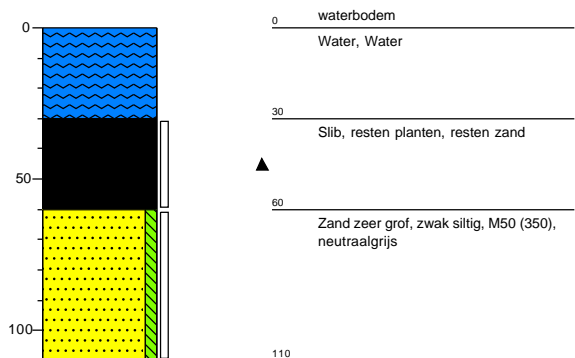 waterbodem
0
0
Water, Water
30
Slib, resten planten, resten zand
50
60
Zand zeer grof, zwak siltig, M50 (350),
neutraalgrijs
100
110